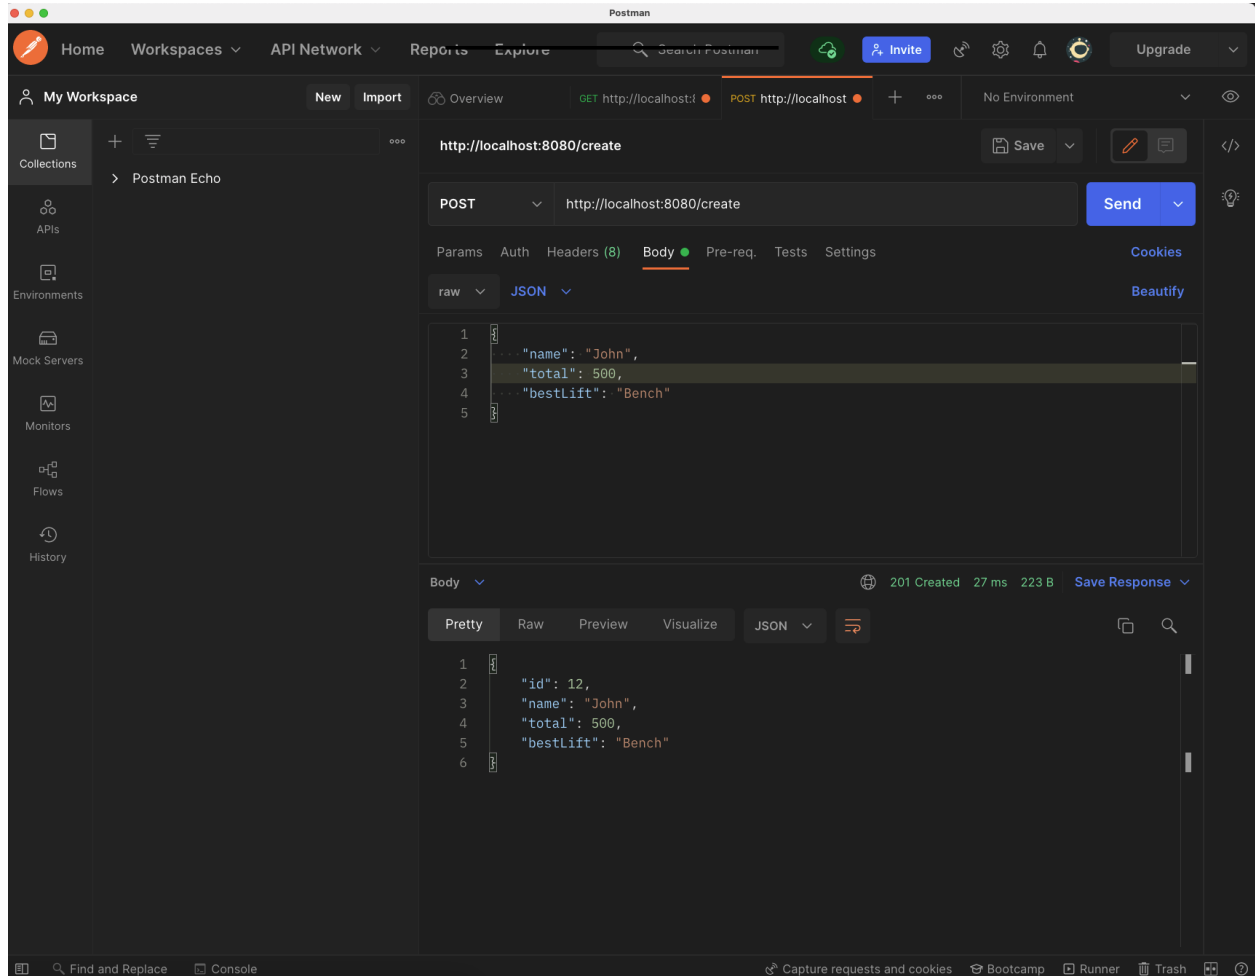 Postman
Home Workspaces API Network Reports Explore Search Postman Invite Upgrade
My Workspace New Import Overview GET http://localhost: POST http://localhost No Environment
Collections
APIs
Environments
Mock Servers
Monitors
Flows
History
Postman Echo
http://localhost:8080/create Save
POST http://localhost:8080/create Send
Params Auth Headers (8) Body Pre-req. Tests Settings Cookies
raw JSON Beautify
1 {
2 "name": "John",
3 "total": 500,
4 "bestLift": "Bench"
5 }
Body 201 Created 27 ms 223 B Save Response
Pretty Raw Preview Visualize JSON
1 {
2 "id": 12,
3 "name": "John",
4 "total": 500,
5 "bestLift": "Bench"
6 }
Find and Replace Console Capture requests and cookies Bootcamp Runner Trash